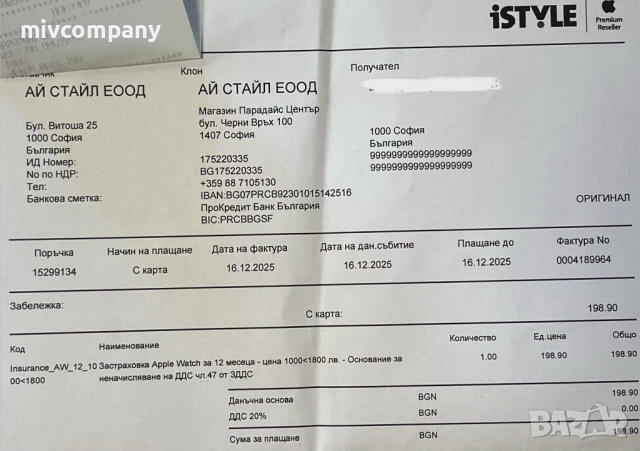 mivcompany
iSTYLE
Premium
Reseller
Клон
Получател
АЙ СТАЙЛ ЕООД
АЙ СТАЙЛ ЕООД
Магазин Парадайс Център
Бул. Витоша 25
бул. Черни Връх 100
1000 София
1000 София
1407 София
България
България
ИД Номер:
175220335
99999999999999999999
No по НДР:
BG175220335
99999999999999999999
Тел:
+359 88 7105130
Банкова сметка:
IBAN:BG07PRCB92301015142516
ПроКредит Банк България
BIC:PRCBBGSF
ОРИГИНАЛ
Поръчка
Начин на плащане
Дата на фактура
Дата на дан.събитие
Плащане до
Фактура No
15299134
С карта
16.12.2025
16.12.2025
16.12.2025
0004189964
Забележка:
С карта:
198.90
Код
Наименование
Количество
Ед.цена
Общо
Insurance_AW_12_10
00<1800
Застраховка Apple Watch за 12 месеца - цена 1000<1800 лв. - Основание за
неначисляване на ДДС чл.47 от ЗДДС
1.00
198.90
198.90
Данъчна основа
BGN
198.90
ДДС 20%
BGN
0.00
Сума за плащане
BGN
198.90
BAZAR